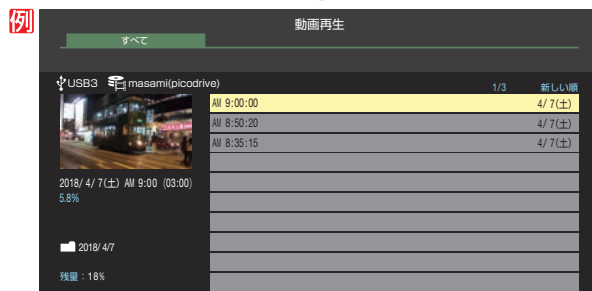 例
動画再生
すべて
USB3 masami(picodrive)
1/3 新しい順
AM 9:00:00 4/ 7(土)
AM 8:50:20 4/ 7(土)
AM 8:35:15 4/ 7(土)
2018/ 4/ 7(土) AM 9:00 (03:00)
5.8%
2018/ 4/7
残量：18%